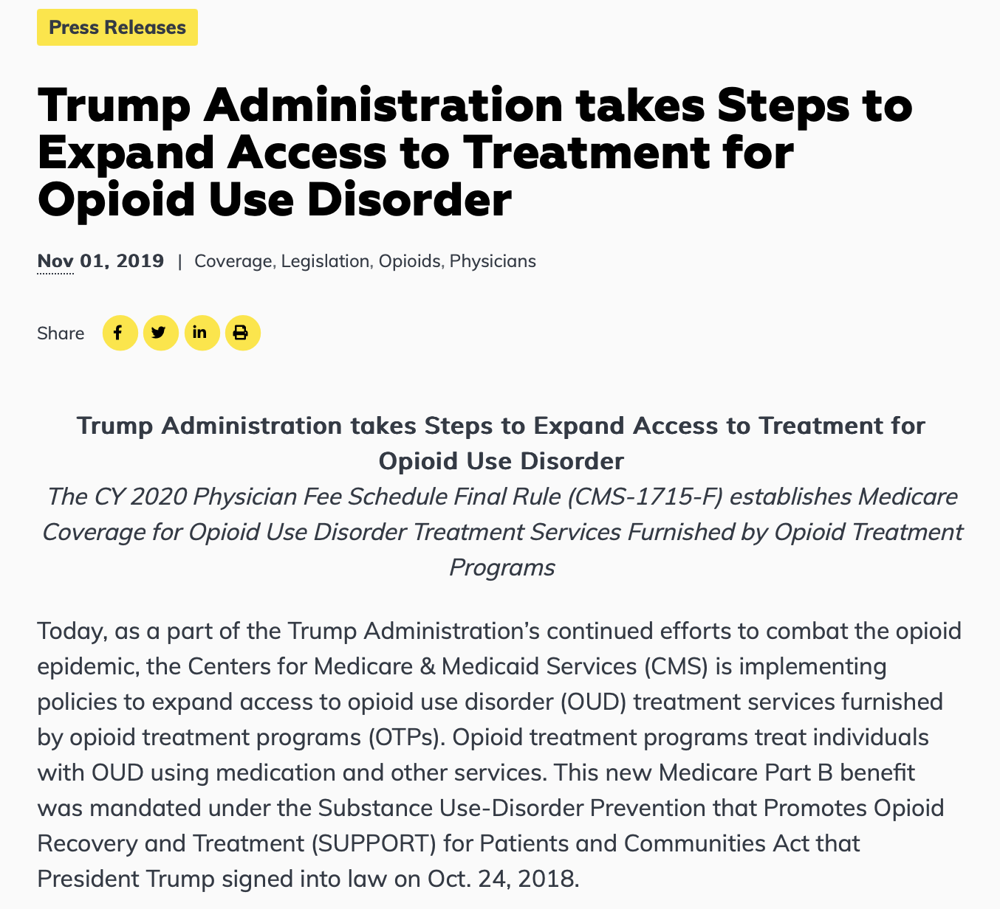 Press Releases
Trump Administration takes Steps to
Expand Access to Treatment for
Opioid Use Disorder
Nov 01, 2019 | Coverage, Legislation, Opioids, Physicians
Share
Trump Administration takes Steps to Expand Access to Treatment for
Opioid Use Disorder
The CY 2020 Physician Fee Schedule Final Rule (CMS-1715-F) establishes Medicare
Coverage for Opioid Use Disorder Treatment Services Furnished by Opioid Treatment
Programs
Today, as a part of the Trump Administration’s continued efforts to combat the opioid
epidemic, the Centers for Medicare & Medicaid Services (CMS) is implementing
policies to expand access to opioid use disorder (OUD) treatment services furnished
by opioid treatment programs (OTPs). Opioid treatment programs treat individuals
with OUD using medication and other services. This new Medicare Part B benefit
was mandated under the Substance Use-Disorder Prevention that Promotes Opioid
Recovery and Treatment (SUPPORT) for Patients and Communities Act that
President Trump signed into law on Oct. 24, 2018.